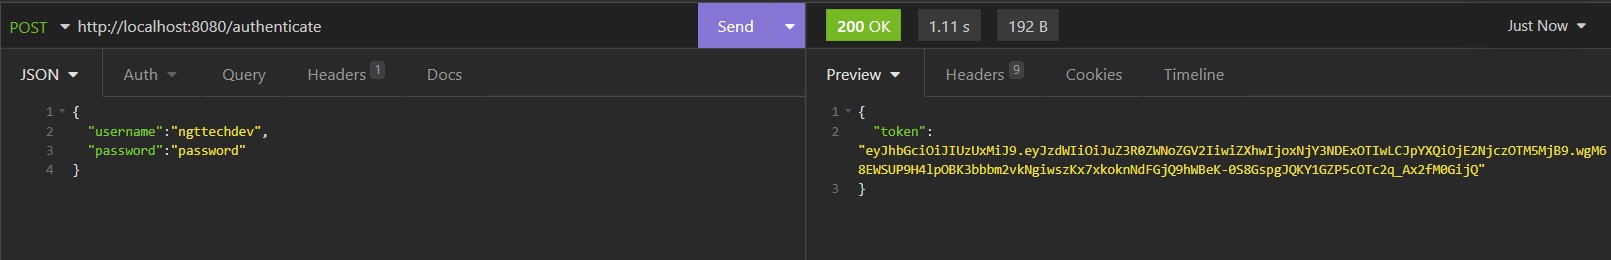 POST http://localhost:8080/authenticate Send 200 OK 1.11 s 192 B Just Now
JSON Auth Query Headers 1 Docs Preview Headers 9 Cookies Timeline
1 {
2 "username":"ngttechdev",
3 "password":"password"
4 }
1 {
2 "token":
"eyJhbGciOiJIUzUxMiJ9.eyJzdWIiOiJuZ3R0ZWNoZGV2IiwiZXhwIjoxNjY3NDExOTIwLCJpYXQiOjE2NjczOTM5MjB9.wgM6
8EWSUP9H4lpOBK3bbbm2vkNgiwszKx7xkoknNdFGjQ9hWBeK-0S8GspgJQKY1GZP5cOTc2q_Ax2fM0GijQ"
3 }